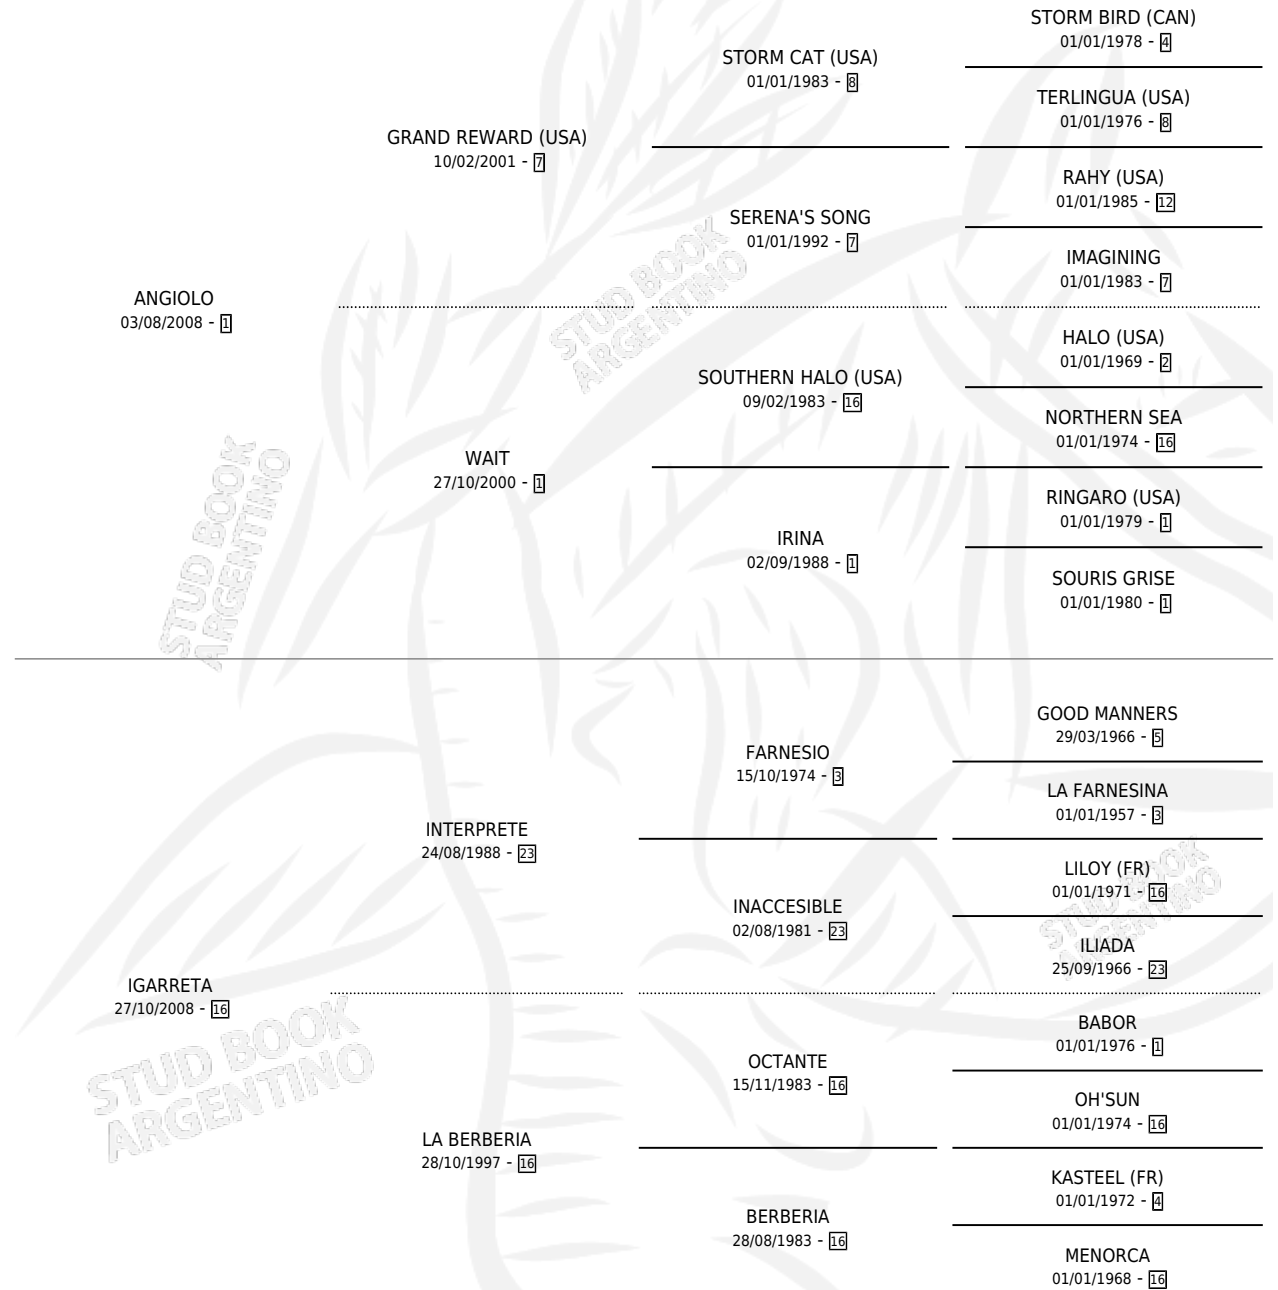 STORM BIRD (CAN)
01/01/1978 - 4
STORM CAT (USA)
01/01/1983 - 8
TERLINGUA (USA)
01/01/1976 - 8
GRAND REWARD (USA)
10/02/2001 - 7
RAHY (USA)
01/01/1985 - 12
SERENA'S SONG
01/01/1992 - 7
IMAGINING
01/01/1983 - 7
ANGIOLO
03/08/2008 - 1
HALO (USA)
01/01/1969 - 2
SOUTHERN HALO (USA)
09/02/1983 - 16
NORTHERN SEA
01/01/1974 - 16
WAIT
27/10/2000 - 1
RINGARO (USA)
01/01/1979 - 1
IRINA
02/09/1988 - 1
SOURIS GRISE
01/01/1980 - 1
STUD BOOK
ARGENTINO
STUD BOOK
ARGENTINO
GOOD MANNERS
29/03/1966 - 5
FARNESIO
15/10/1974 - 3
LA FARNESINA
01/01/1957 - 3
INTERPRETE
24/08/1988 - 23
LILOY (FR)
01/01/1971 - 16
INACCESIBLE
02/08/1981 - 23
ILIADA
25/09/1966 - 23
IGARRETA
27/10/2008 - 16
BABOR
01/01/1976 - 1
OCTANTE
15/11/1983 - 16
OH'SUN
01/01/1974 - 16
LA BERBERIA
28/10/1997 - 16
KASTEEL (FR)
01/01/1972 - 4
BERBERIA
28/08/1983 - 16
MENORCA
01/01/1968 - 16
STUD BOOK
ARGENTINO
STUD BOOK
ARGENTINO